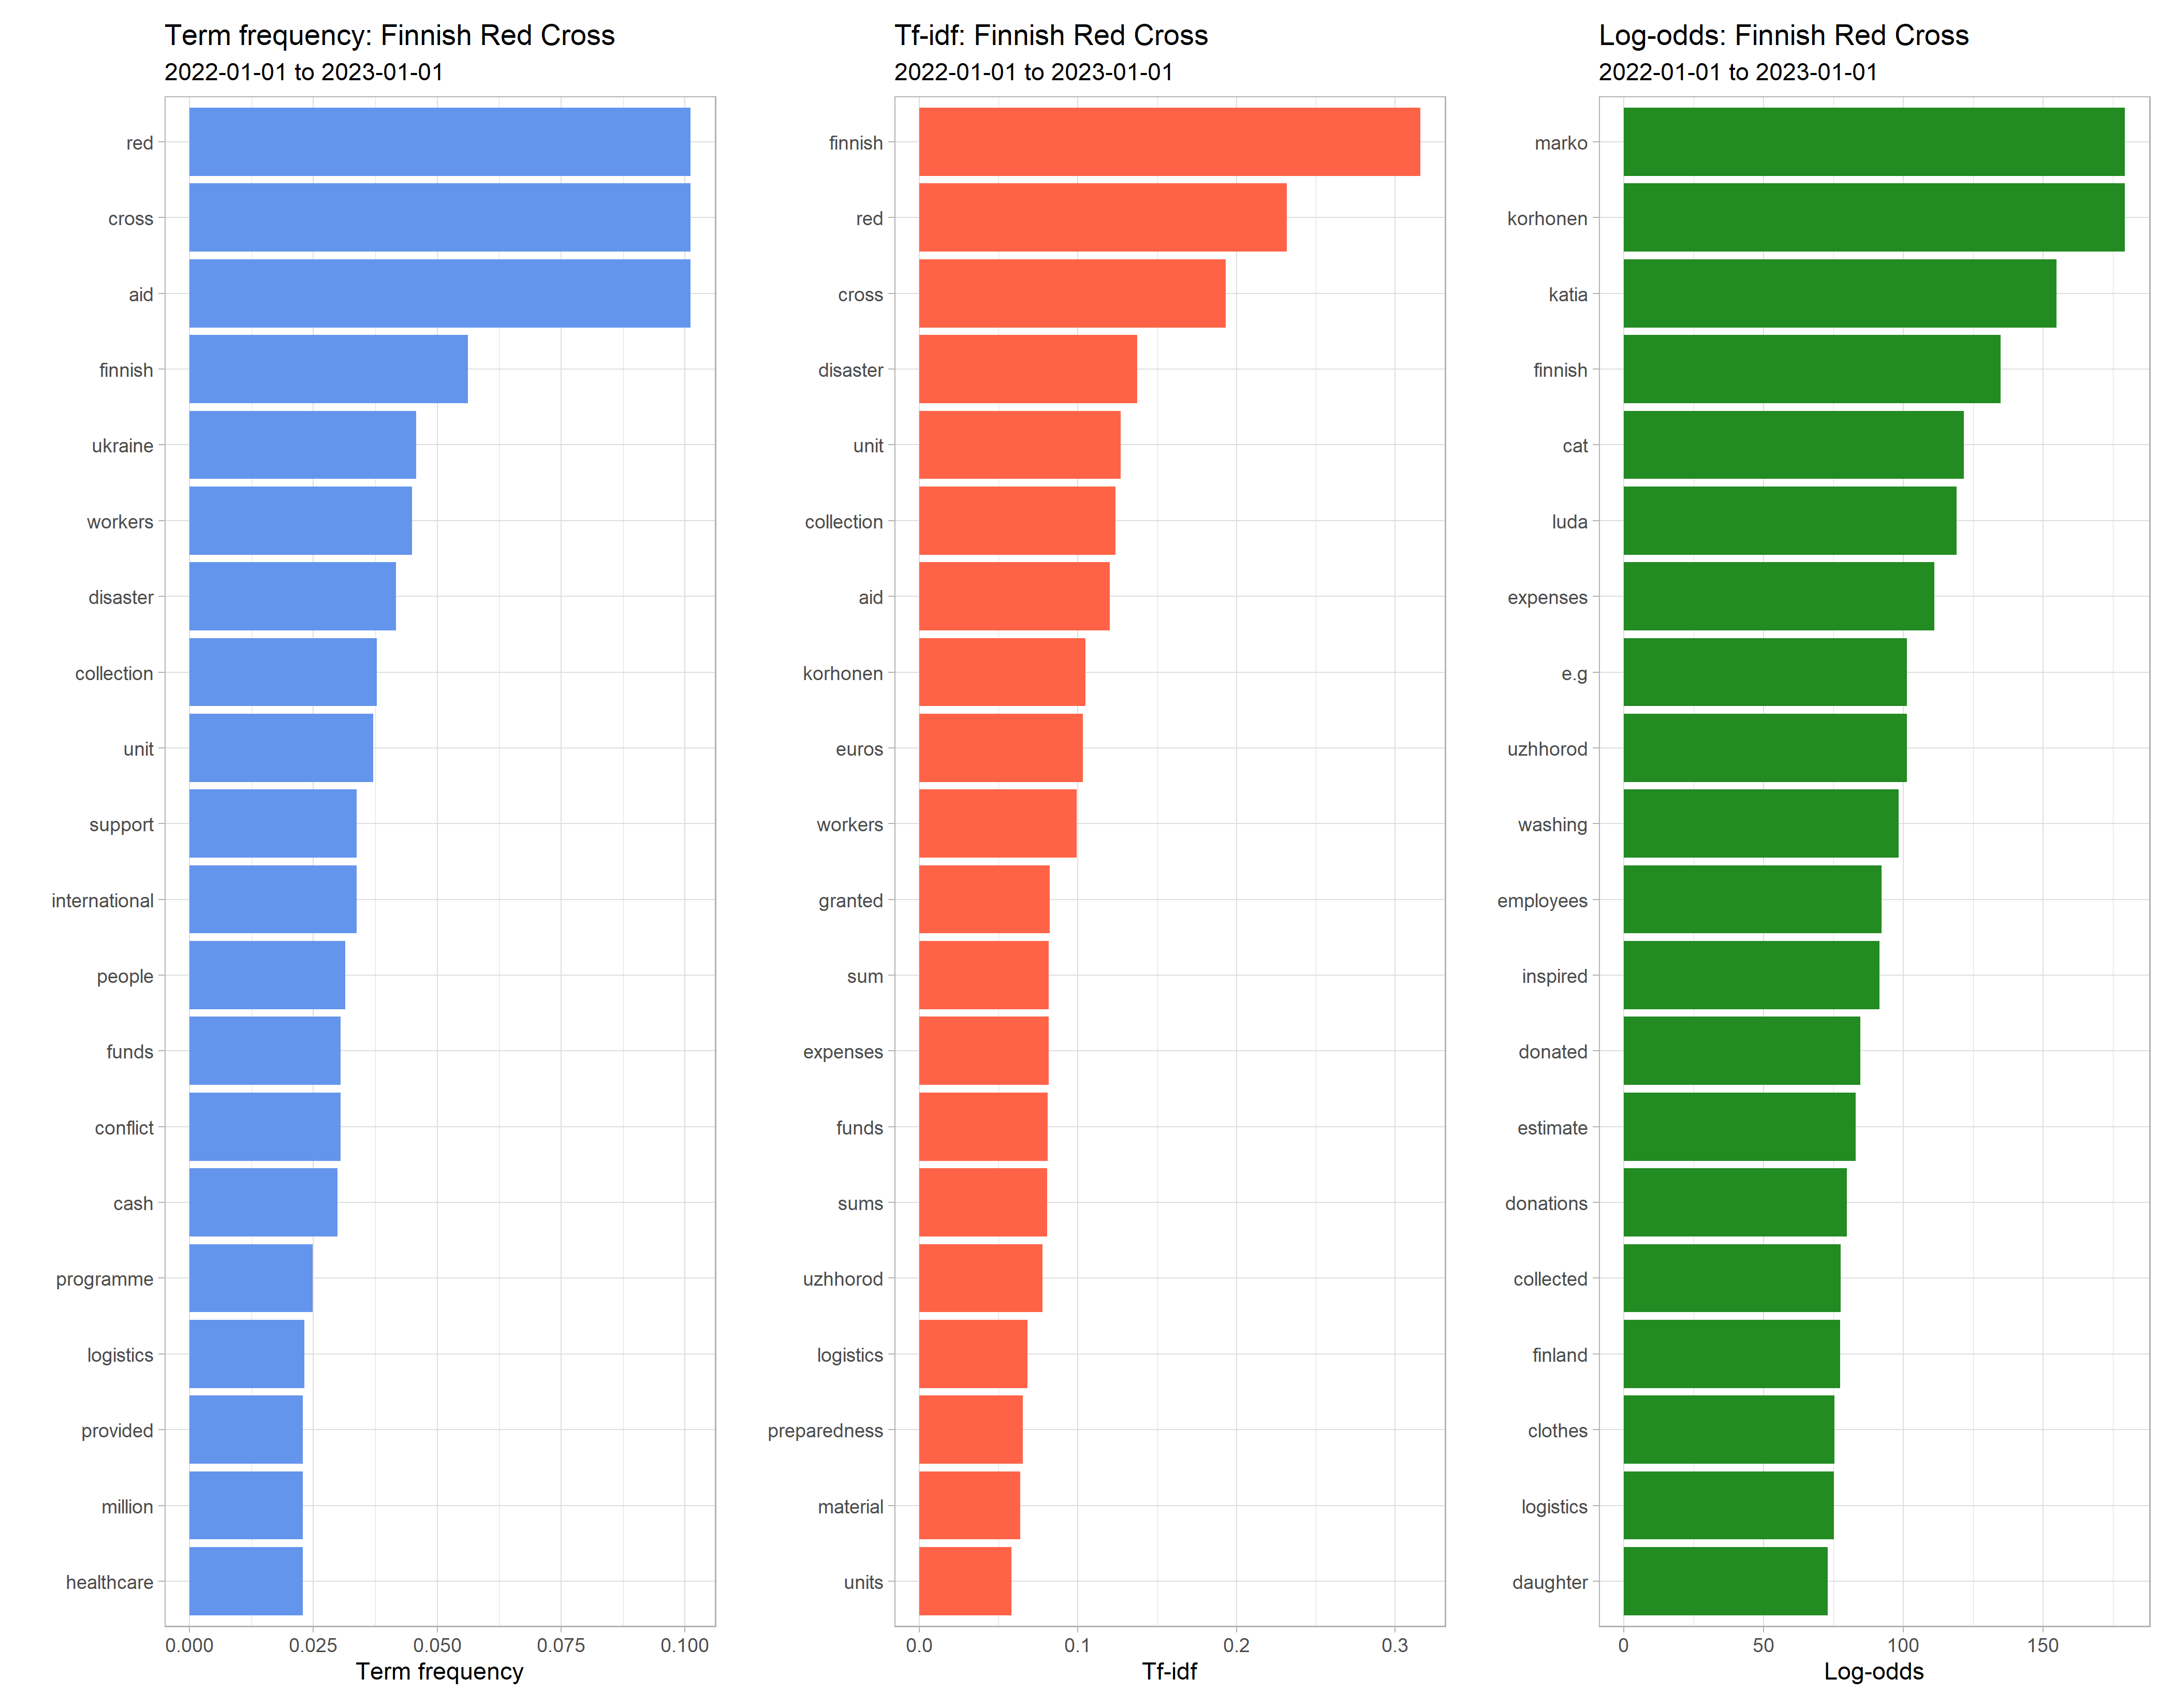 Term frequency: Finnish Red Cross
2022-01-01 to 2023-01-01
red
cross
aid
finnish
ukraine
workers
disaster
collection
unit
support
international
people
funds
conflict
cash
programme
logistics
provided
million
healthcare
0.000 0.025 0.050 0.075 0.100
Term frequency
Tf-idf: Finnish Red Cross
2022-01-01 to 2023-01-01
finnish
red
cross
disaster
unit
collection
aid
korhonen
euros
workers
granted
sum
expenses
funds
sums
uzhhorod
logistics
preparedness
material
units
0.0 0.1 0.2 0.3
Tf-idf
Log-odds: Finnish Red Cross
2022-01-01 to 2023-01-01
marko
korhonen
katia
finnish
cat
luda
expenses
e.g
uzhhorod
washing
employees
inspired
donated
estimate
donations
collected
finland
clothes
logistics
daughter
0 50 100 150
Log-odds